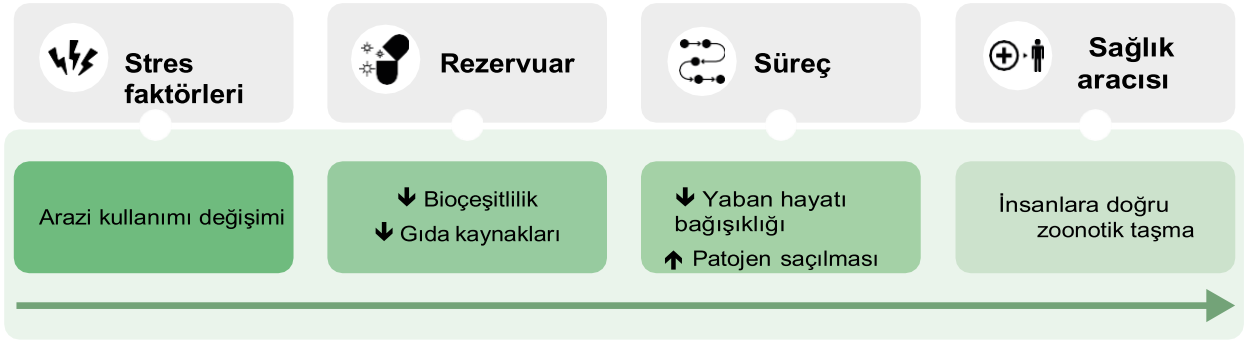 Stres
faktörleri
Rezervuar
Süreç
Sağlık
aracısı
Arazi kullanımı değişimi
↓ Bioçeşitlilik
↓ Gıda kaynakları
↓ Yaban hayatı
bağışıklığı
↑ Patojen saçılması
İnsanlara doğru
zoonotik taşma